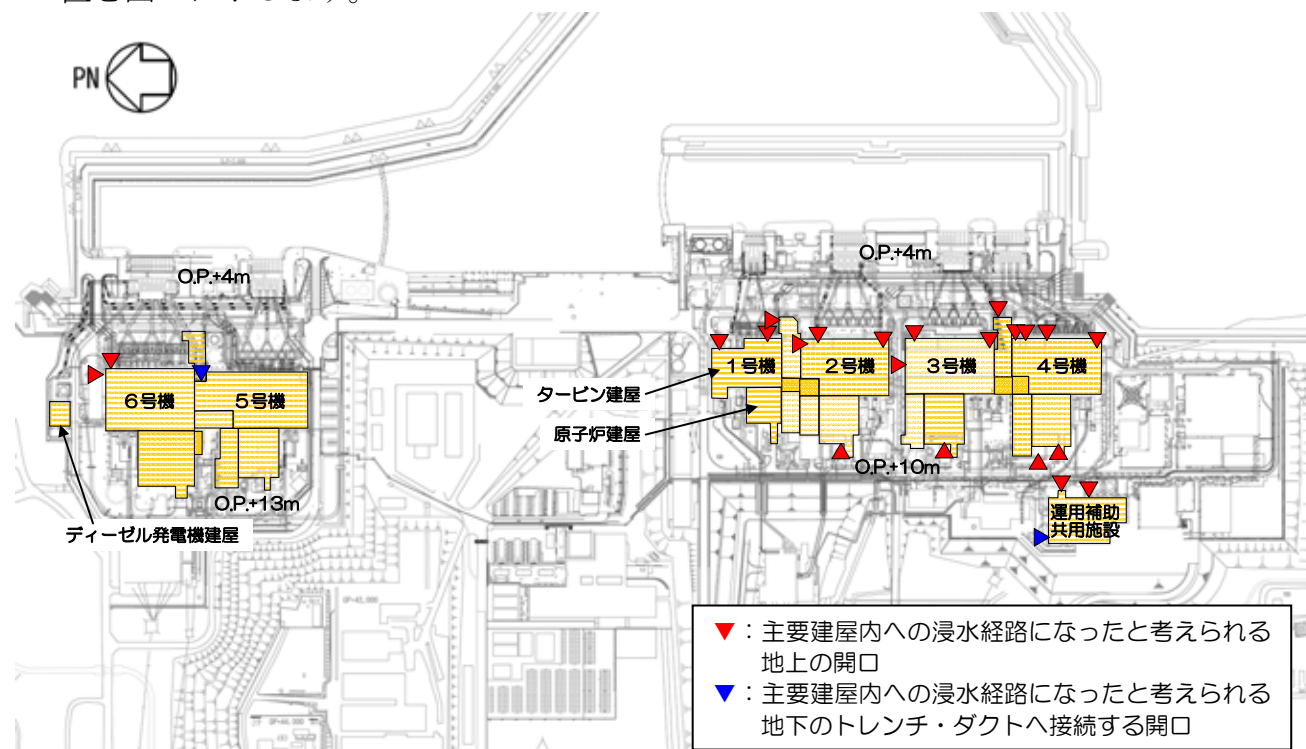 PN
O.P.+4m
O.P.+4m
1号機
2号機
3号機
4号機
6号機
5号機
タービン建屋
原子炉建屋
O.P.+10m
O.P.+13m
ディーゼル発電機建屋
運用補助
共用施設
▼:主要建屋内への浸水経路になったと考えられる
地上の開口
▼:主要建屋内への浸水経路になったと考えられる
地下のトレンチ・ダクトへ接続する開口